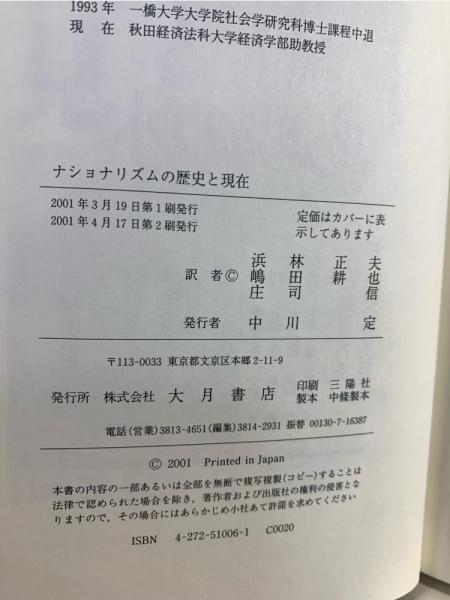 1993年 一橋大学大学院社会学研究科博士課程中退
現 在 秋田経済法科大学経済学部助教授
ナショナリズムの歴史と現在
2001年3月19日第1刷発行
2001年4月17日第2刷発行
定価はカバーに表
示してあります
浜林正夫
訳者© 嶋田耕也
庄司信
発行者 中川 定
〒113-0033 東京都文京区本郷2-11-9
発行所 株式会社 大月書店 印刷 三陽社
製本 中條製本
電話(営業)3813-4651(編集)3814-2931 振替 00130-7-16387
© 2001 Printed in Japan
本書の内容の一部あるいは全部を無断で複写複製(コピー)することは
法律で認められた場合を除き，著作者および出版社の権利の侵害とな
りますので，その場合にはあらかじめ小社あて許諾を求めてください
ISBN 4-272-51006-1 C0020